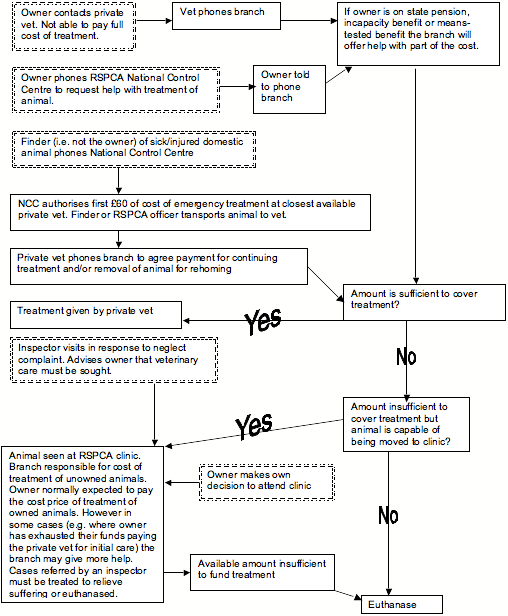 Owner contacts private
vet. Not able to pay full
cost of treatment.
Vet phones branch
If owner is on state pension,
incapacity benefit or means-
tested benefit the branch will
offer help with part of the cost.
Owner phones RSPCA National Control
Centre to request help with treatment of
animal.
Owner told
to phone
branch
Finder (i.e. not the owner) of sick/injured domestic
animal phones National Control Centre
NCC authorises first £60 of cost of emergency treatment at closest available
private vet. Finder or RSPCA officer transports animal to vet.
Private vet phones branch to agree payment for continuing
treatment and/or removal of animal for rehoming
Amount is sufficient to cover
treatment?
Treatment given by private vet
Yes
Inspector visits in response to neglect
complaint. Advises owner that veterinary
care must be sought.
No
Amount insufficient to
cover treatment but
animal is capable of
being moved to clinic?
Yes
Animal seen at RSPCA clinic.
Branch responsible for cost of
treatment of unowned animals.
Owner normally expected to pay
the cost price of treatment of
owned animals. However in
some cases (e.g. where owner
has exhausted their funds paying
the private vet for initial care) the
branch may give more help.
Cases referred by an inspector
must be treated to relieve
suffering or euthanased.
Owner makes own
decision to attend clinic
No
Available amount insufficient
to fund treatment
Euthanase